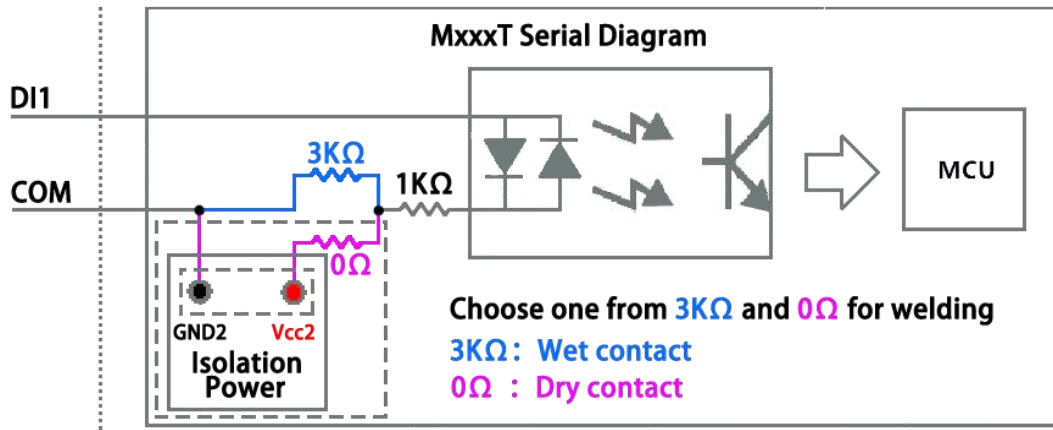 MxxxT Serial Diagram
DI1
3KΩ
COM
1KΩ
MCU
0Ω
GND2
Vcc2
Isolation
Power
Choose one from 3KΩ and 0Ω for welding
3KΩ: Wet contact
0Ω : Dry contact